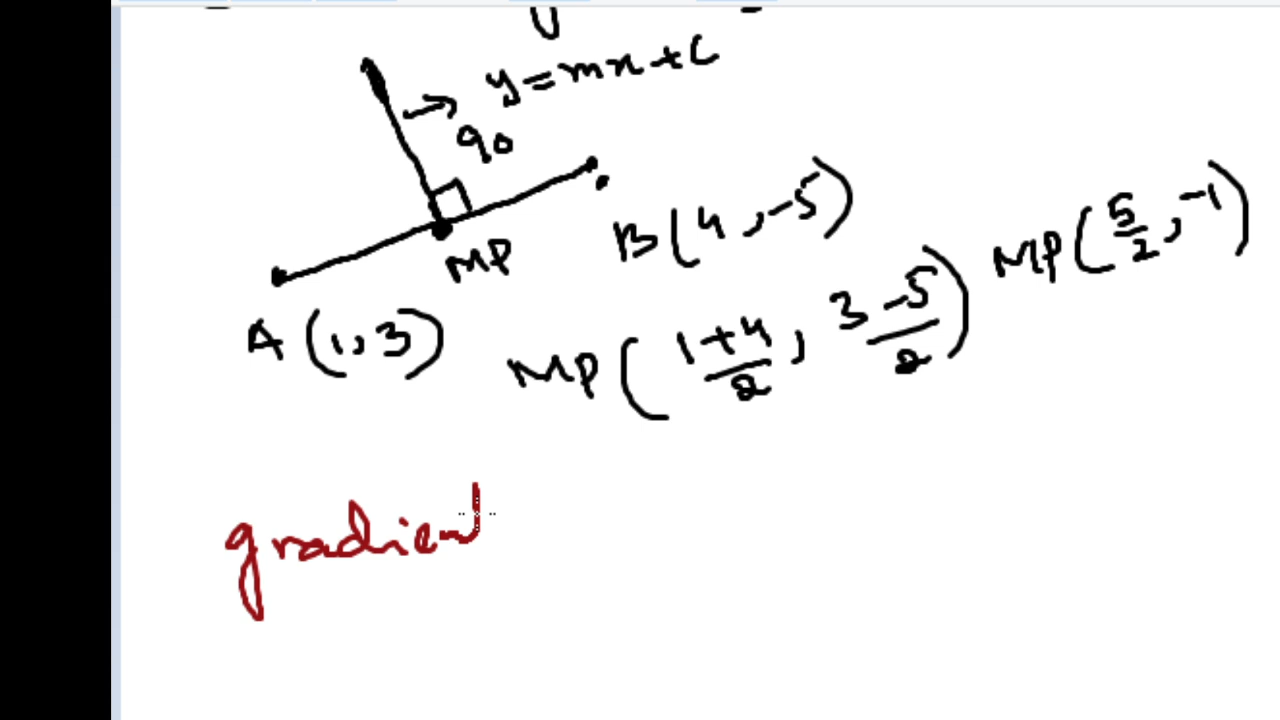 y=mx+c
90
B(4,-5)
MP
MP(5/2,-1)
A(1,3)
MP(1+4/2, 3-5/2)
gradient